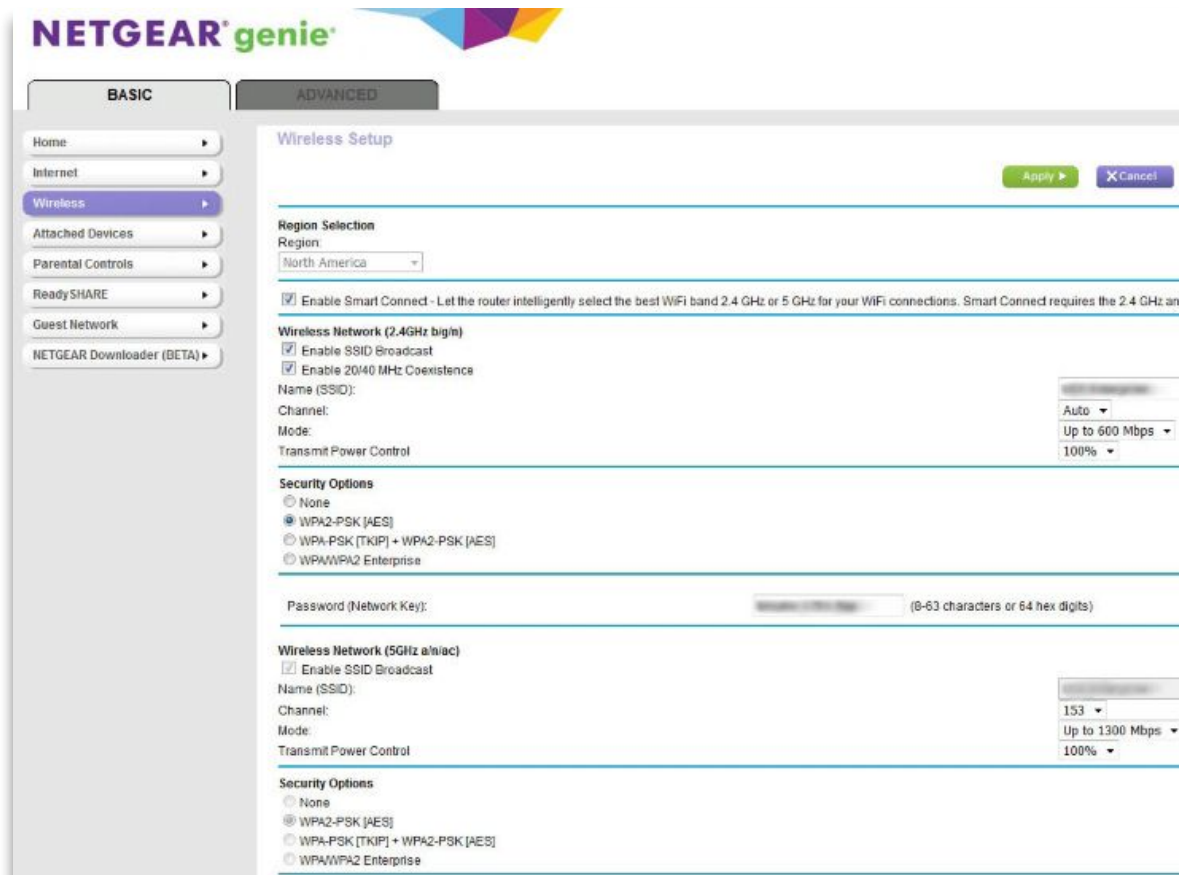 NETGEAR® genie®
BASIC
ADVANCED
Home
Internet
Wireless
Attached Devices
Parental Controls
ReadySHARE
Guest Network
NETGEAR Downloader (BETA)
Wireless Setup
Apply
X Cancel
Region Selection
Region:
North America
Enable Smart Connect - Let the router intelligently select the best WiFi band 2.4 GHz or 5 GHz for your WiFi connections. Smart Connect requires the 2.4 GHz an
Wireless Network (2.4GHz b/g/n)
Enable SSID Broadcast
Enable 20/40 MHz Coexistence
Name (SSID):
Channel: Auto
Mode: Up to 600 Mbps
Transmit Power Control 100%
Security Options
None
WPA2-PSK [AES]
WPA-PSK [TKIP] + WPA2-PSK [AES]
WPA/WPA2 Enterprise
Password (Network Key): (8-63 characters or 64 hex digits)
Wireless Network (5GHz a/n/ac)
Enable SSID Broadcast
Name (SSID):
Channel: 153
Mode: Up to 1300 Mbps
Transmit Power Control 100%
Security Options
None
WPA2-PSK [AES]
WPA-PSK [TKIP] + WPA2-PSK [AES]
WPA/WPA2 Enterprise